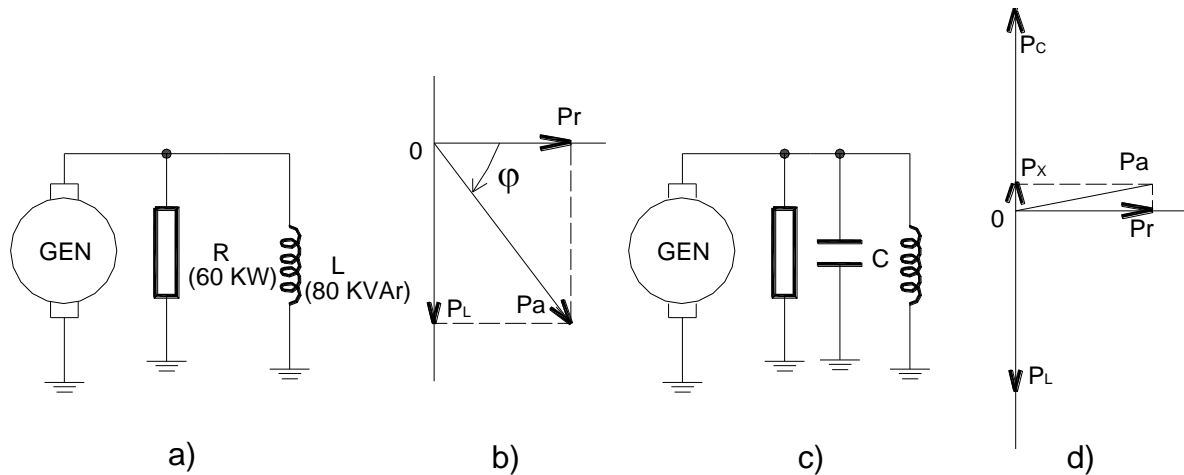 GEN
R
(60 KW)
L
(80 KVAr)
a)
0
Pr
φ
PL
Pa
b)
GEN
C
c)
PC
PX
Pa
0
Pr
PL
d)